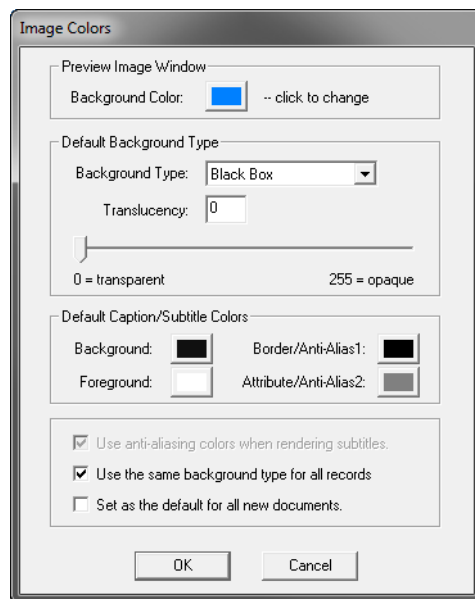 Image Colors
Preview Image Window
Background Color: -- click to change
Default Background Type
Background Type: Black Box
Translucency: 0
0 = transparent 255 = opaque
Default Caption/Subtitle Colors
Background: Border/Anti-Alias1:
Foreground: Attribute/Anti-Alias2:
Use anti-aliasing colors when rendering subtitles.
Use the same background type for all records
Set as the default for all new documents.
OK Cancel